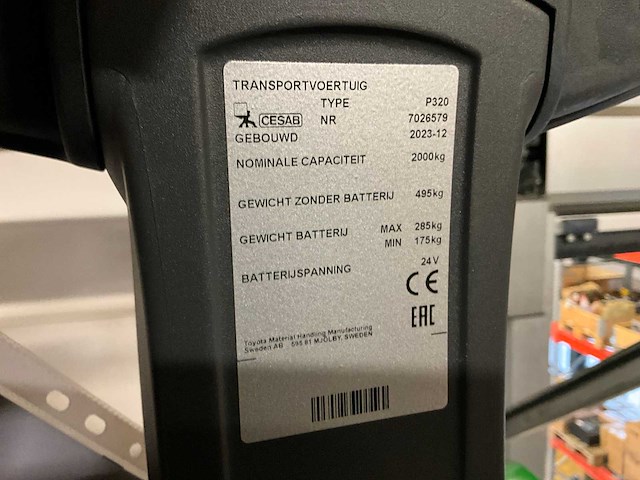 TRANSPORTVOERTUIG
TYPE P320
CESAB NR 7026579
GEBOUWD 2023-12
NOMINALE CAPACITEIT 2000kg
GEWICHT ZONDER BATTERIJ 495kg
GEWICHT BATTERIJ MAX 285kg
MIN 175kg
BATTERIJSPANNING 24V
CE
EAC
Toyota Material Handling Manufacturing
Sweden AB , 595 81 MJÖLBY, SWEDEN